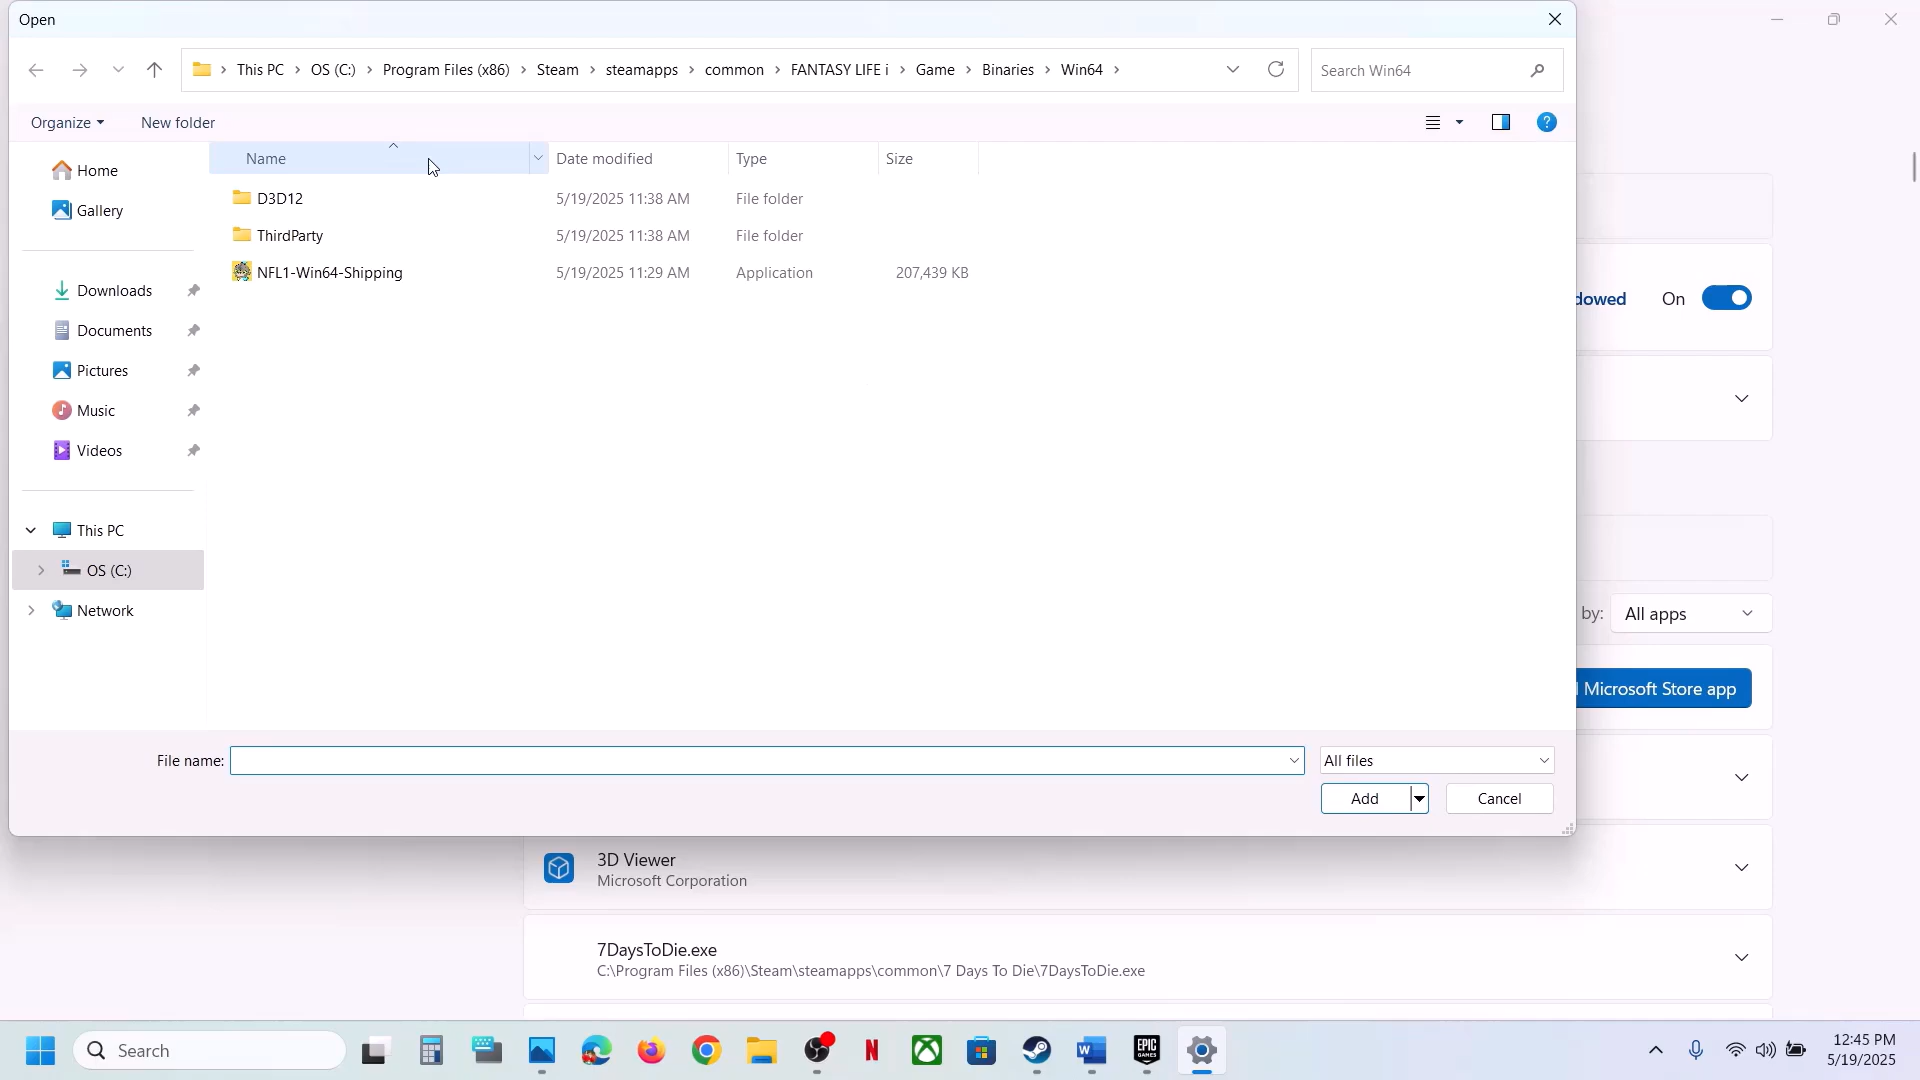 Open
This PC > OS (C:) > Program Files (x86) > Steam > steamapps > common > FANTASY LIFE i > Game > Binaries > Win64 >
Search Win64
Organize
New folder
Home
Gallery
Downloads
Documents
Pictures
Music
Videos
This PC
OS (C:)
Network
Name Date modified Type Size
D3D12 5/19/2025 11:38 AM File folder
ThirdParty 5/19/2025 11:38 AM File folder
NFL1-Win64-Shipping 5/19/2025 11:29 AM Application 207,439 KB
File name:
All files
Add
Cancel
dowed On
by: All apps
Microsoft Store app
3D Viewer
Microsoft Corporation
7DaysToDie.exe
C:\Program Files (x86)\Steam\steamapps\common\7 Days To Die\7DaysToDie.exe
Search
EPIC
GAMES
12:45 PM
5/19/2025